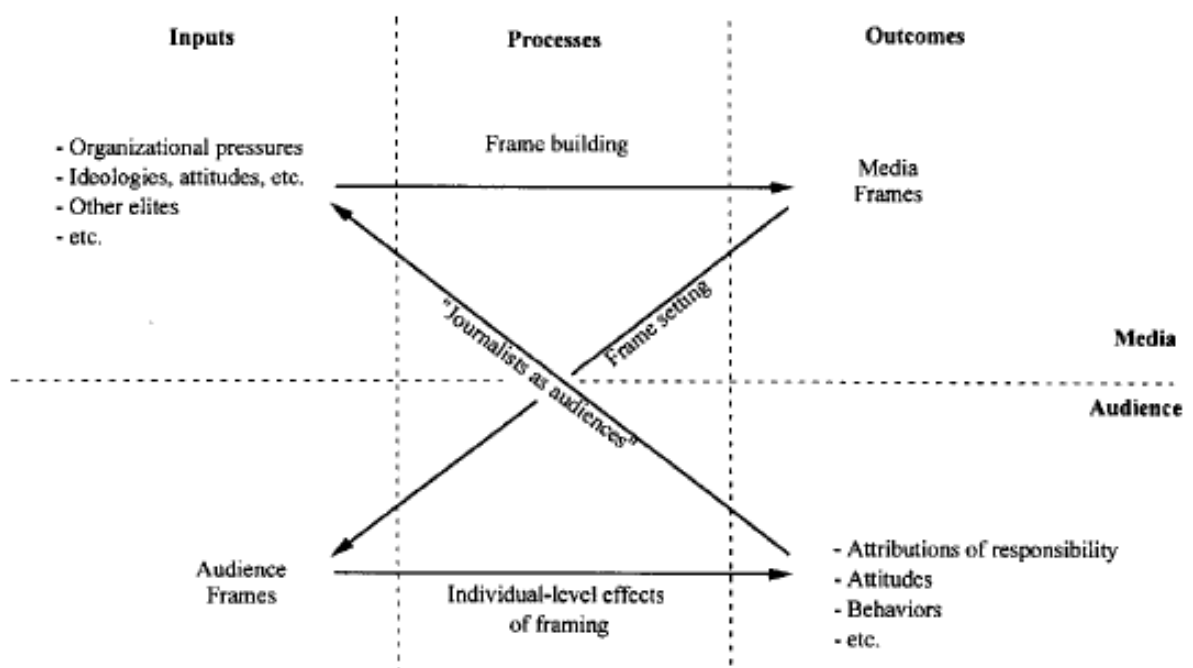 Inputs
Processes
Outcomes
- Organizational pressures
- Ideologies, attitudes, etc.
- Other elites
- etc.
Frame building
Media
Frames
"Journalists as audiences"
Frame setting
Media
Audience
Audience
Frames
Individual-level effects
of framing
- Attributions of responsibility
- Attitudes
- Behaviors
- etc.